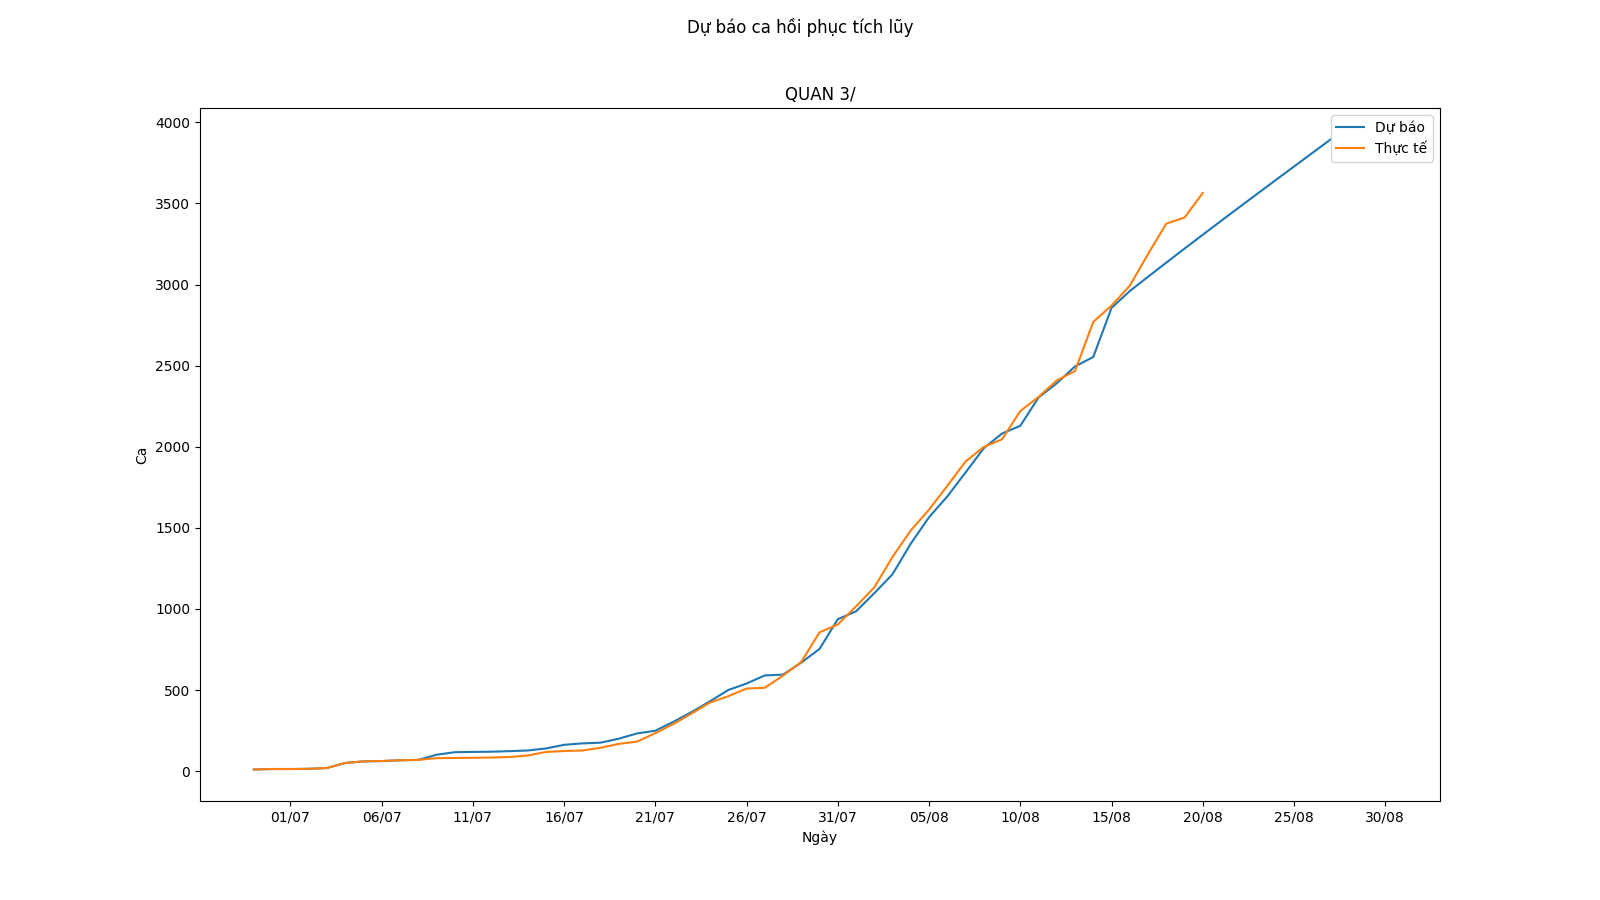 Dự báo ca hồi phục tích lũy
QUAN 3/
4000
3500
3000
2500
2000
1500
1000
500
0
Ca
Dự báo
Thực tế
01/07 06/07 11/07 16/07 21/07 26/07 31/07 05/08 10/08 15/08 20/08 25/08 30/08
Ngày